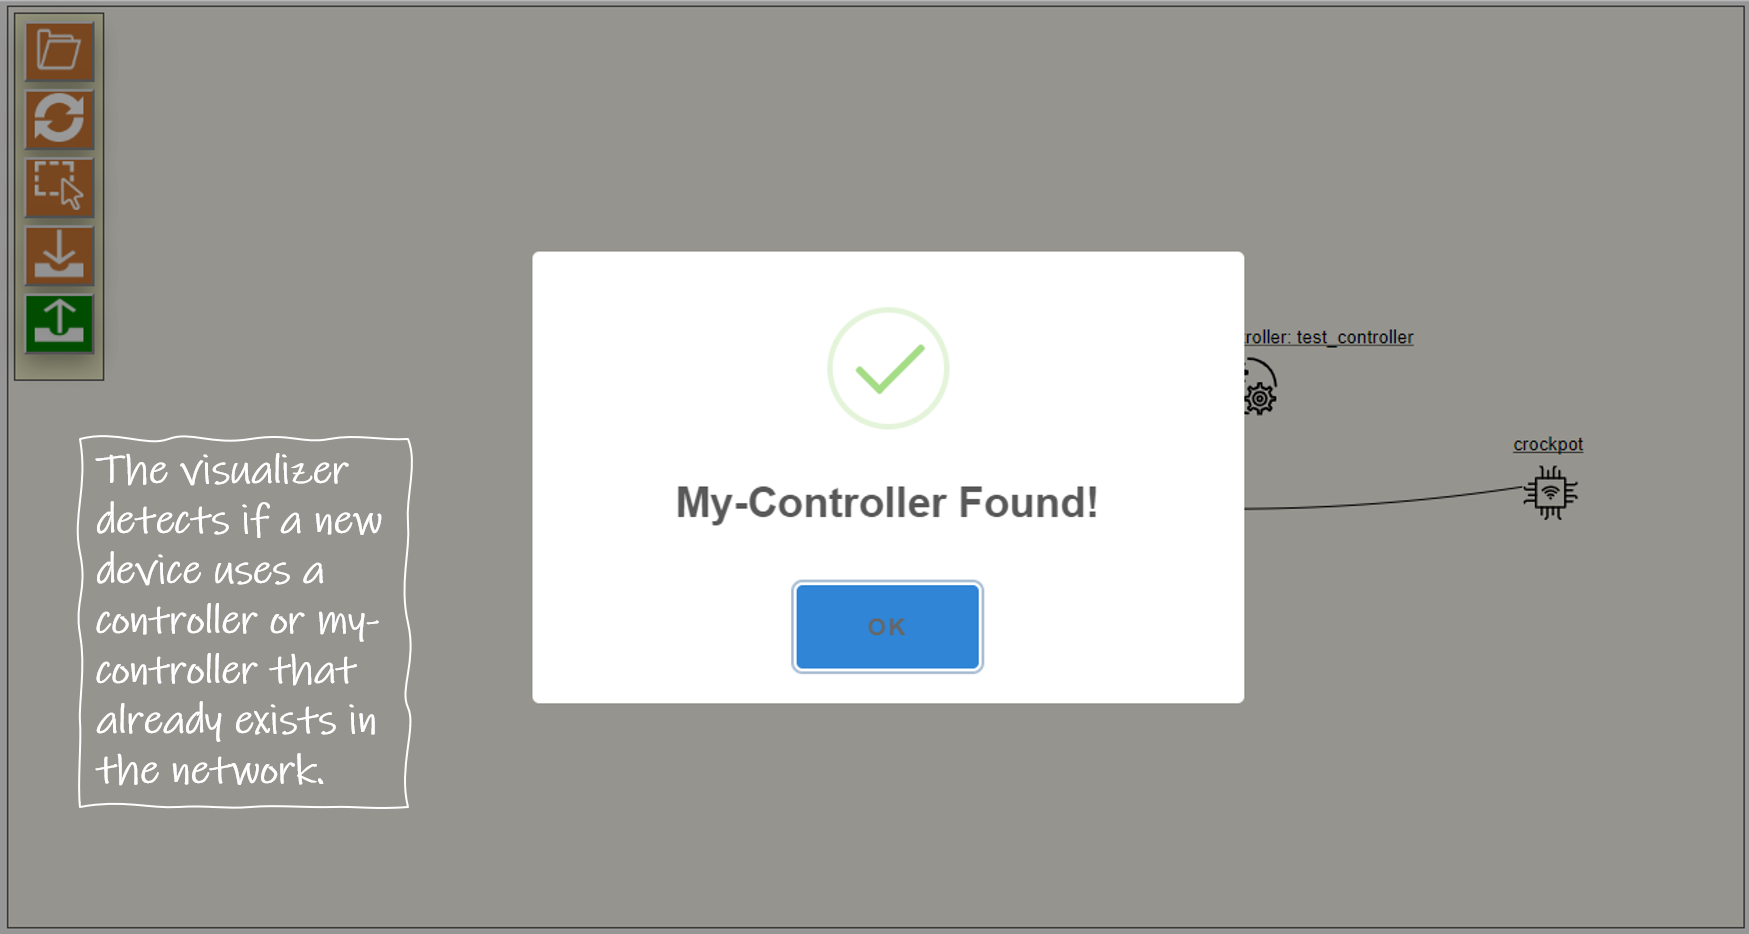 roller: test_controller
crockpot
The visualizer
detects if a new
device uses a
controller or my-
controller that
already exists in
the network.
My-Controller Found!
OK